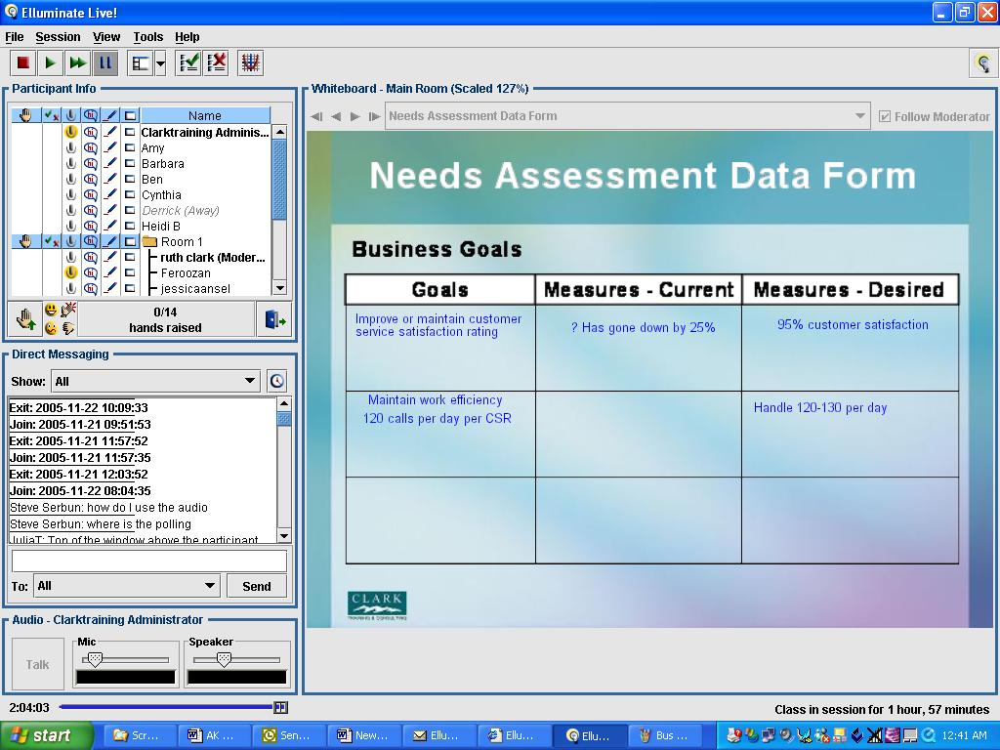 Elluminate Live!
File Session View Tools Help
Participant Info
Name
Clarktraining Adminis...
Amy
Barbara
Ben
Cynthia
Derrick (Away)
Heidi B
Room 1
ruth clark (Moder...
Feroozan
jessicaansel
0/14
hands raised
Direct Messaging
Show: All
Exit: 2005-11-22 10:09:33
Join: 2005-11-21 09:51:53
Exit: 2005-11-21 11:57:52
Join: 2005-11-21 11:57:35
Exit: 2005-11-21 12:03:52
Join: 2005-11-22 08:04:35
Steve Serbun: how do I use the audio
Steve Serbun: where is the polling
JuliaT: Top of the window above the participant
To: All Send
Audio - Clarktraining Administrator
Talk Mic Speaker
2:04:03
Whiteboard - Main Room (Scaled 127%)
Needs Assessment Data Form Follow Moderator
Needs Assessment Data Form
Business Goals
Goals Measures - Current Measures - Desired
Improve or maintain customer
service satisfaction rating
? Has gone down by 25%
95% customer satisfaction
Maintain work efficiency
120 calls per day per CSR
Handle 120-130 per day
CLARK
TRAINING & CONSULTING
Class in session for 1 hour, 57 minutes
start Scr... AK ... Sen... New... Ellu... Ellu... Ellu... Bus ... 12:41 AM